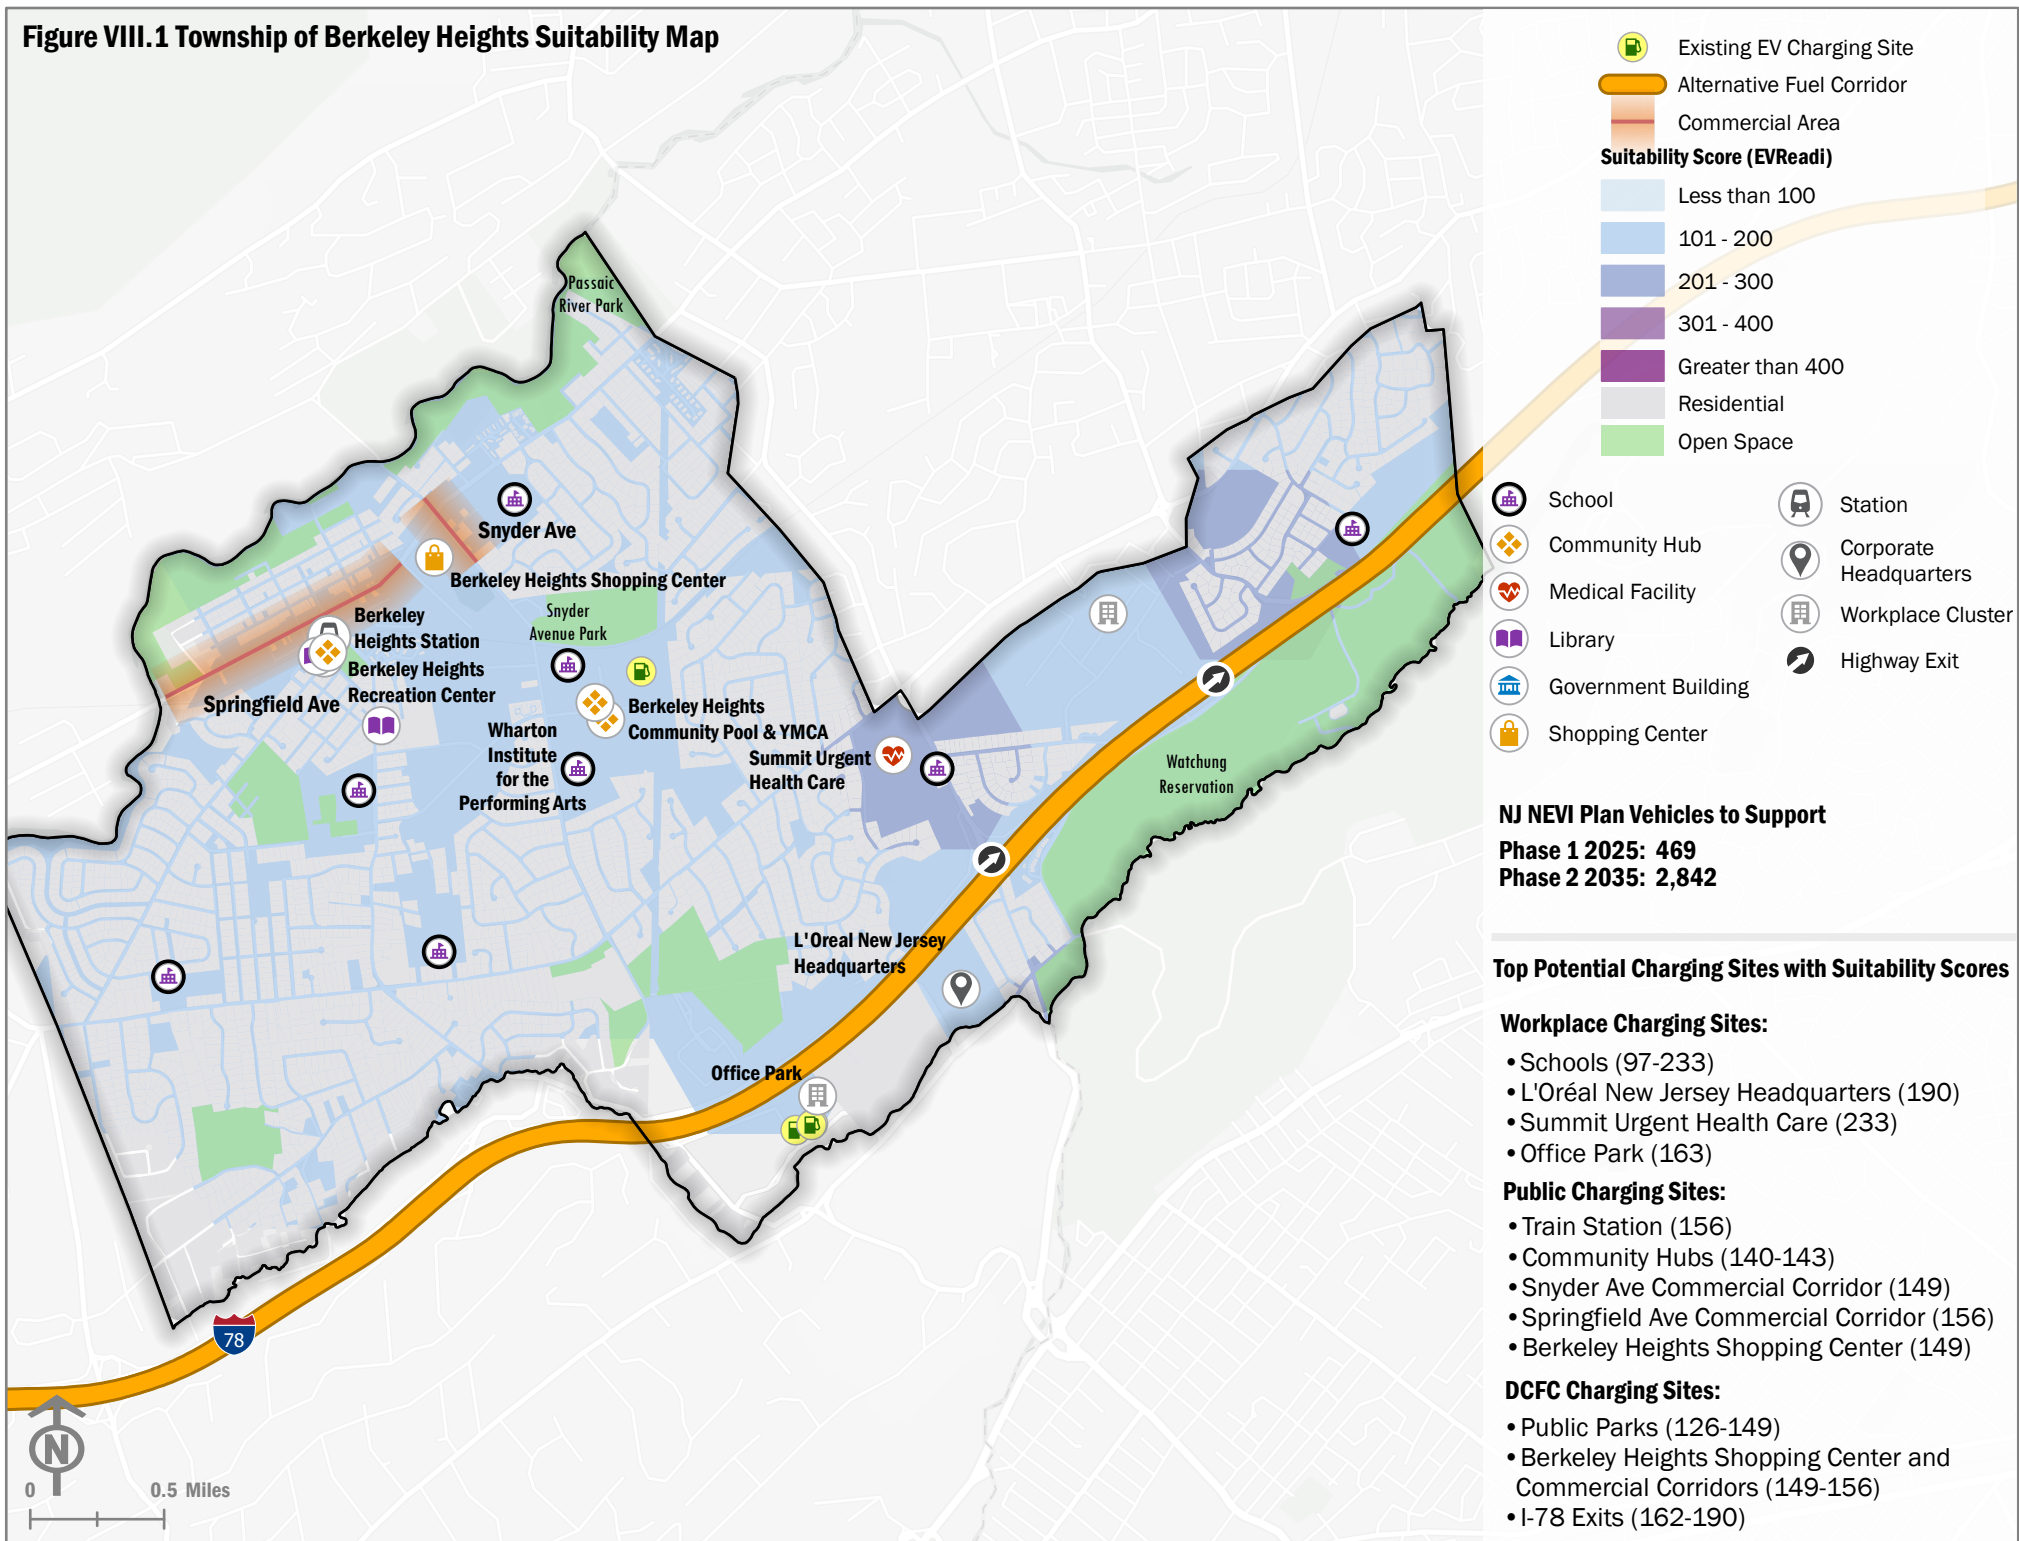 Figure VIII.1 Township of Berkeley Heights Suitability Map
Existing EV Charging Site
Alternative Fuel Corridor
Commercial Area
Suitability Score (EVReadi)
Less than 100
101 - 200
201 - 300
301 - 400
Greater than 400
Residential
Open Space
School
Community Hub
Medical Facility
Library
Government Building
Shopping Center
Station
Corporate
Headquarters
Workplace Cluster
Highway Exit
Passaic
River Park
Snyder Ave
Berkeley Heights Shopping Center
Snyder
Avenue Park
Berkeley
Heights Station
Berkeley Heights
Recreation Center
Springfield Ave
Berkeley Heights
Community Pool & YMCA
Wharton
Institute
for the
Performing Arts
Summit Urgent
Health Care
Watchung
Reservation
L'Oreal New Jersey
Headquarters
Office Park
78
N
0
0.5 Miles
NJ NEVI Plan Vehicles to Support
Phase 1 2025: 469
Phase 2 2035: 2,842
Top Potential Charging Sites with Suitability Scores
Workplace Charging Sites:
• Schools (97-233)
• L'Oréal New Jersey Headquarters (190)
• Summit Urgent Health Care (233)
• Office Park (163)
Public Charging Sites:
• Train Station (156)
• Community Hubs (140-143)
• Snyder Ave Commercial Corridor (149)
• Springfield Ave Commercial Corridor (156)
• Berkeley Heights Shopping Center (149)
DCFC Charging Sites:
• Public Parks (126-149)
• Berkeley Heights Shopping Center and
Commercial Corridors (149-156)
• I-78 Exits (162-190)